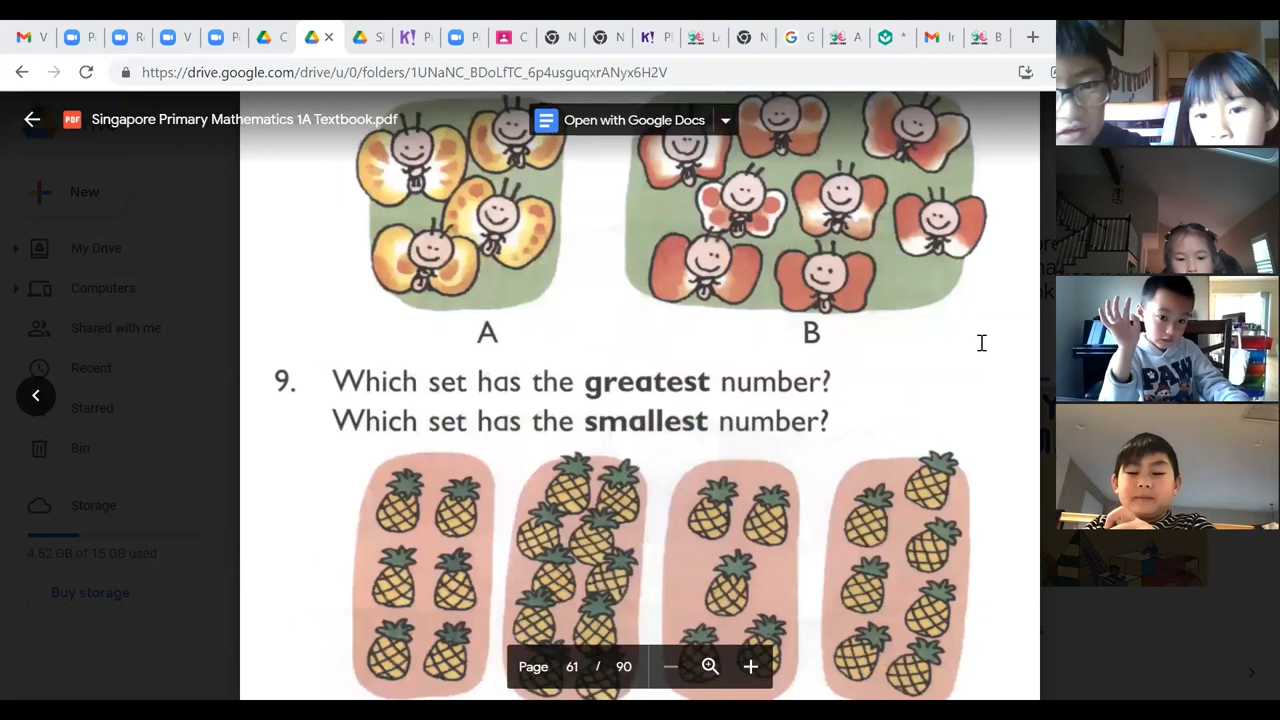 V P R V P C S K! P C N N K! P L N G A * Ir B
https://drive.google.com/drive/u/0/folders/1UNaNC_BDoLfTC_6p4usguqxrANyx6H2V
PDF Singapore Primary Mathematics 1A Textbook.pdf
Open with Google Docs
New
My Drive
Computers
Shared with me
Recent
Starred
Bin
Storage
4.52 GB of 15 GB used
Buy storage
A B
9. Which set has the greatest number?
Which set has the smallest number?
Page 61 / 90
PAW